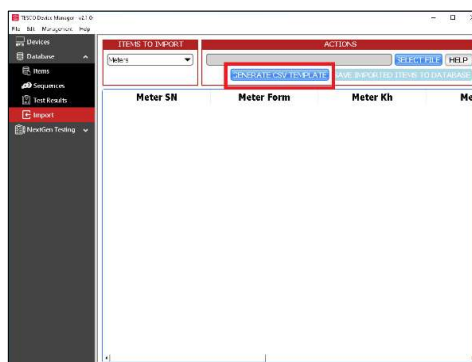 TESCO Device Manager - v2.1.0
File Edit Management Help
Devices
Database
Items
Sequences
Test Results
Import
NextGen Testing
ITEMS TO IMPORT
Meters
ACTIONS
SELECT FILE HELP
GENERATE CSV TEMPLATE SAVE IMPORTED ITEMS TO DATABASE
Meter SN Meter Form Meter Kh Me